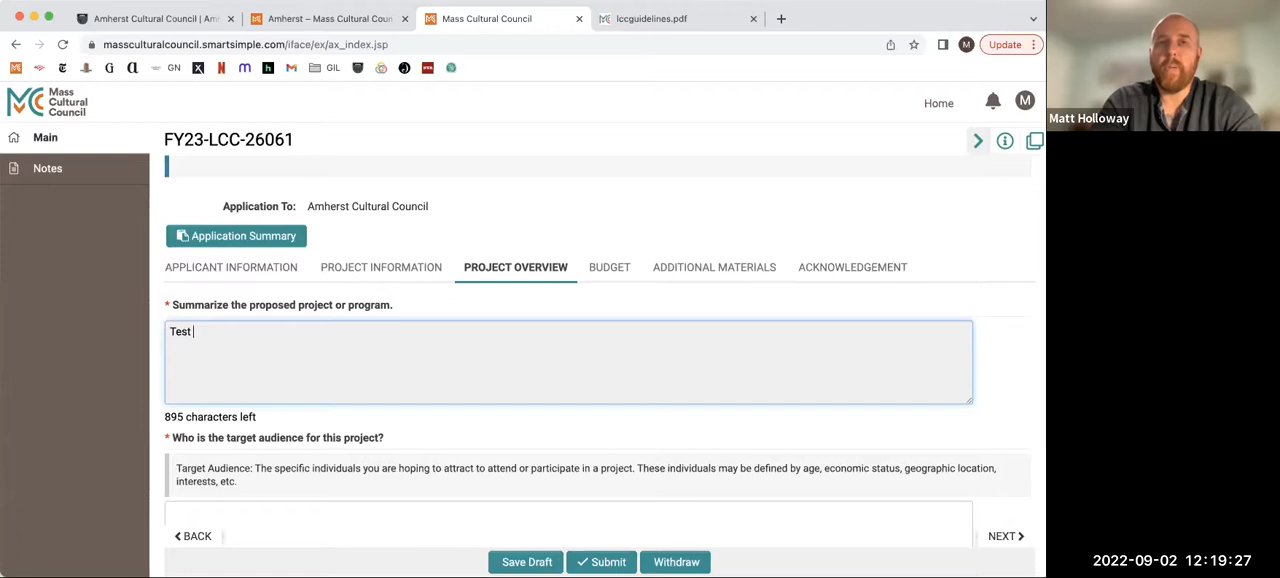 Amherst Cultural Council | Am
Amherst – Mass Cultural Coun
Mass Cultural Council
lccguidelines.pdf
massculturalcouncil.smartsimple.com/iface/ex/ax_index.jsp
M
Update
GN
GIL
Mass
Cultural
Council
Home
M
Matt Holloway
Main
FY23-LCC-26061
Notes
Application To: Amherst Cultural Council
Application Summary
APPLICANT INFORMATION
PROJECT INFORMATION
PROJECT OVERVIEW
BUDGET
ADDITIONAL MATERIALS
ACKNOWLEDGEMENT
* Summarize the proposed project or program.
Test
895 characters left
* Who is the target audience for this project?
Target Audience: The specific individuals you are hoping to attract to attend or participate in a project. These individuals may be defined by age, economic status, geographic location,
interests, etc.
BACK
NEXT
Save Draft
Submit
Withdraw
2022-09-02 12:19:27